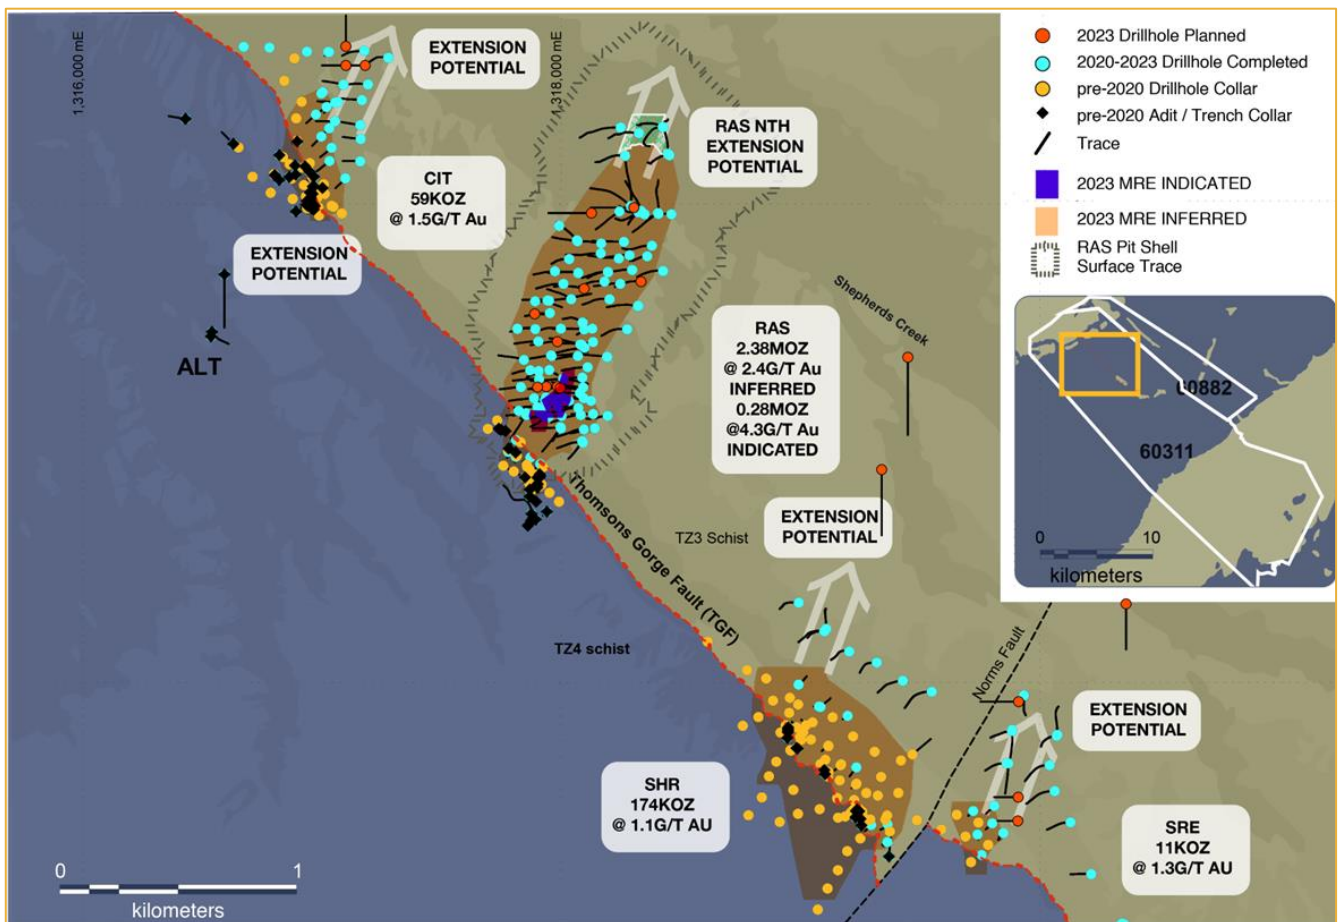 1,316,000 mE
1,318,000 mE
EXTENSION
POTENTIAL
RAS NTH
EXTENSION
POTENTIAL
CIT
59KOZ
@ 1.5G/T Au
EXTENSION
POTENTIAL
ALT
Shepherds Creek
RAS
2.38MOZ
@ 2.4G/T Au
INFERRED
0.28MOZ
@4.3G/T Au
INDICATED
Thomsons Gorge Fault (TGF)
TZ3 Schist
EXTENSION
POTENTIAL
TZ4 schist
Norms Fault
EXTENSION
POTENTIAL
SHR
174KOZ
@ 1.1G/T AU
SRE
11KOZ
@ 1.3G/T AU
0 1
kilometers
2023 Drillhole Planned
2020-2023 Drillhole Completed
pre-2020 Drillhole Collar
pre-2020 Adit / Trench Collar
Trace
2023 MRE INDICATED
2023 MRE INFERRED
RAS Pit Shell
Surface Trace
60882
60311
0 10
kilometers